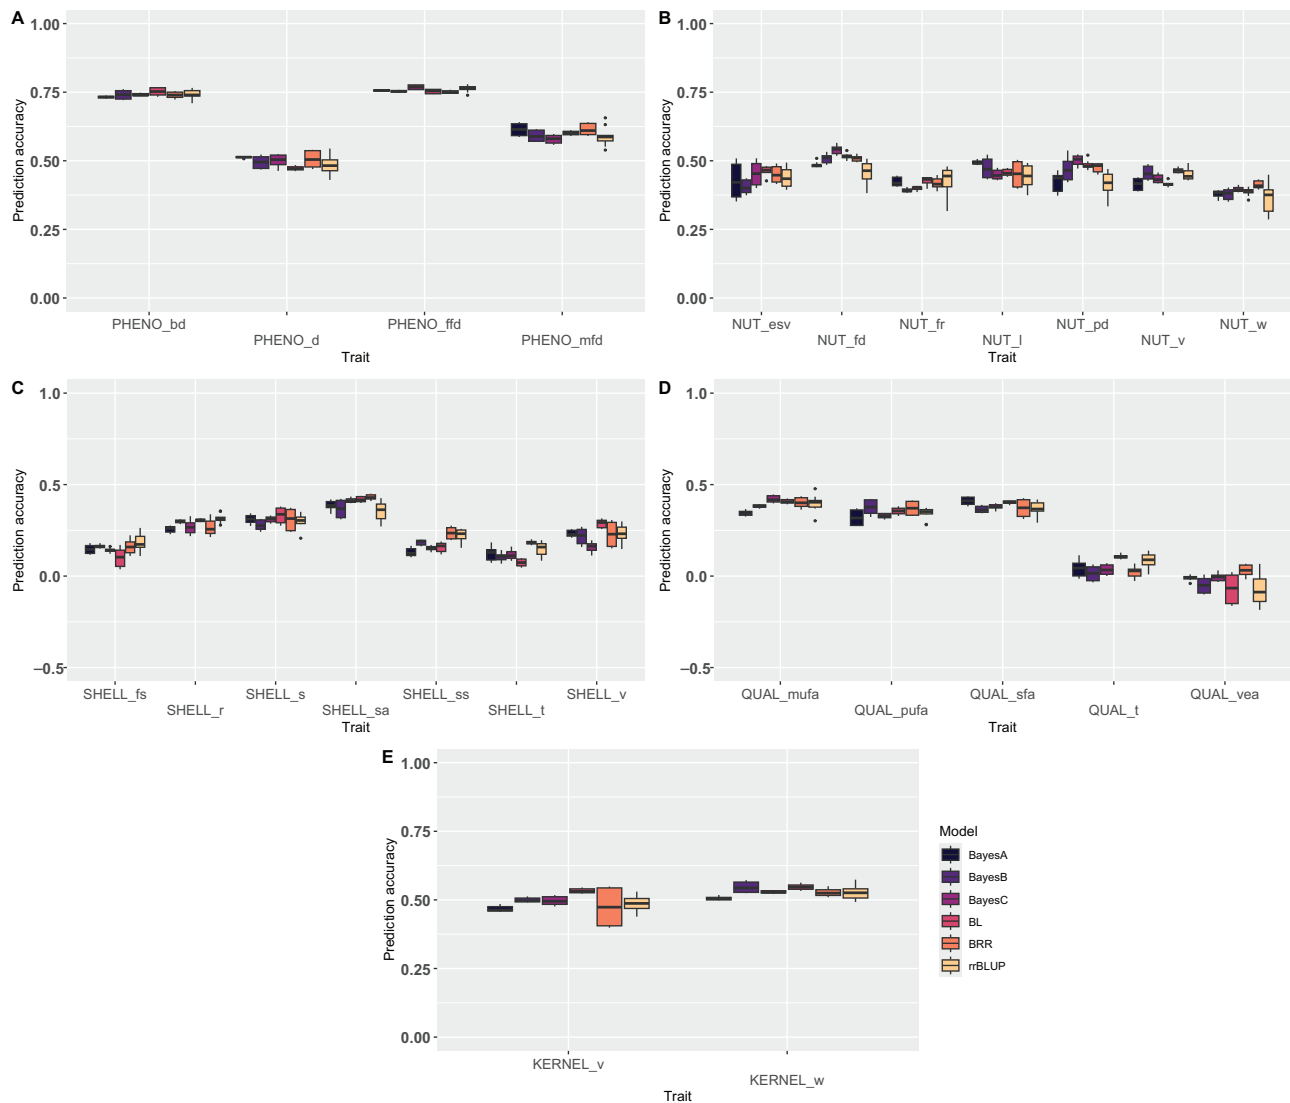 A
Prediction accuracy
1.00
0.75
0.50
0.25
0.00
PHENO_bd
PHENO_d
PHENO_ffd
PHENO_mfd
Trait
B
Prediction accuracy
1.00
0.75
0.50
0.25
0.00
NUT_esv
NUT_fd
NUT_fr
NUT_l
NUT_pd
NUT_v
NUT_w
Trait
C
Prediction accuracy
1.0
0.5
0.0
−0.5
SHELL_fs
SHELL_r
SHELL_s
SHELL_sa
SHELL_ss
SHELL_t
SHELL_v
Trait
D
Prediction accuracy
1.0
0.5
0.0
−0.5
QUAL_mufa
QUAL_pufa
QUAL_sfa
QUAL_t
QUAL_vea
Trait
E
Prediction accuracy
1.00
0.75
0.50
0.25
0.00
KERNEL_v
KERNEL_w
Trait
Model
BayesA
BayesB
BayesC
BL
BRR
rrBLUP